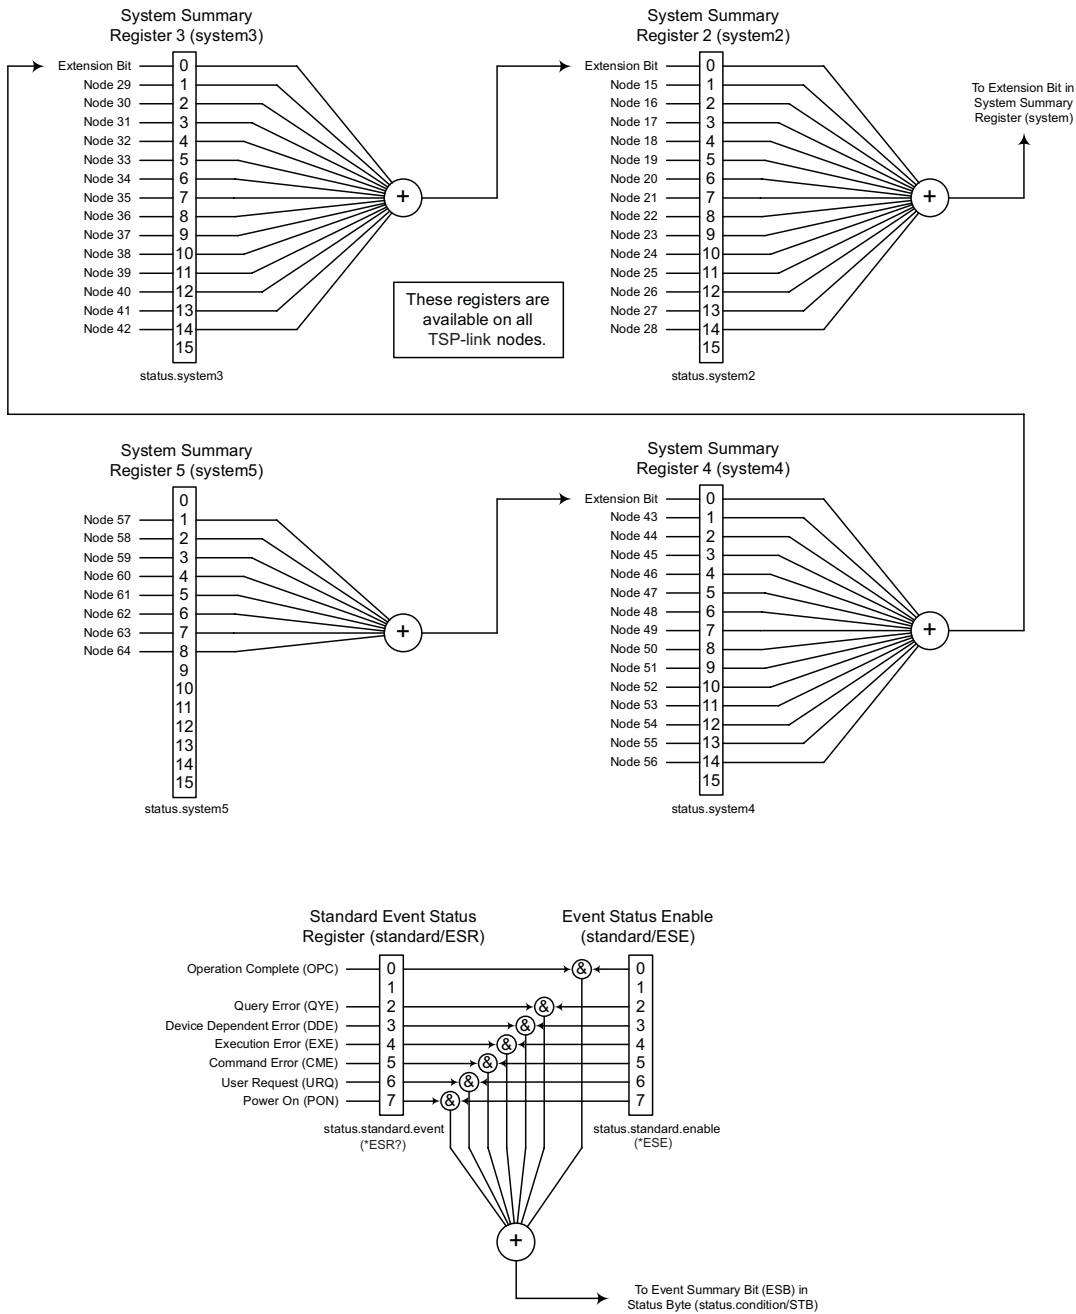 System Summary
Register 3 (system3)
Extension Bit 0
Node 29 1
Node 30 2
Node 31 3
Node 32 4
Node 33 5
Node 34 6
Node 35 7
Node 36 8
Node 37 9
Node 38 10
Node 39 11
Node 40 12
Node 41 13
Node 42 14
15
status.system3
+
System Summary
Register 2 (system2)
Extension Bit 0
Node 15 1
Node 16 2
Node 17 3
Node 18 4
Node 19 5
Node 20 6
Node 21 7
Node 22 8
Node 23 9
Node 24 10
Node 25 11
Node 26 12
Node 27 13
Node 28 14
15
status.system2
+
To Extension Bit in
System Summary
Register (system)
These registers are
available on all
TSP-link nodes.
System Summary
Register 5 (system5)
0
Node 57 1
Node 58 2
Node 59 3
Node 60 4
Node 61 5
Node 62 6
Node 63 7
Node 64 8
9
10
11
12
13
14
15
status.system5
+
System Summary
Register 4 (system4)
Extension Bit 0
Node 43 1
Node 44 2
Node 45 3
Node 46 4
Node 47 5
Node 48 6
Node 49 7
Node 50 8
Node 51 9
Node 52 10
Node 53 11
Node 54 12
Node 55 13
Node 56 14
15
status.system4
+
Standard Event Status
Register (standard/ESR)
Event Status Enable
(standard/ESE)
Operation Complete (OPC) 0 & 0
1 1
Query Error (QYE) 2 & 2
Device Dependent Error (DDE) 3 & 3
Execution Error (EXE) 4 & 4
Command Error (CME) 5 & 5
User Request (URQ) 6 & 6
Power On (PON) 7 & 7
status.standard.event
(*ESR?)
status.standard.enable
(*ESE)
+
To Event Summary Bit (ESB) in
Status Byte (status.condition/STB)